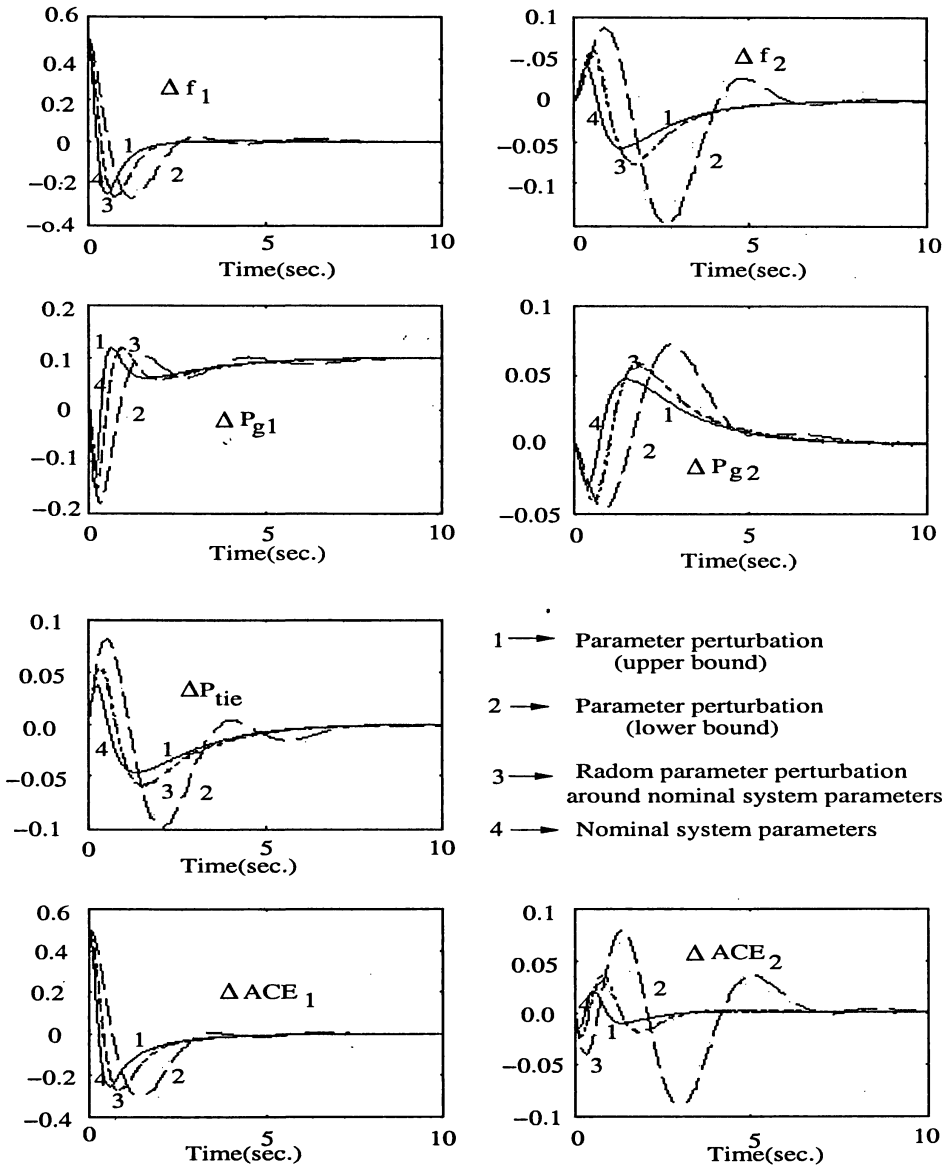 0.6
0.4
0.2
0
−0.2
−0.4
Δ f 1
1
2
3
4
0 5 10
Time(sec.)
0.1
−.05
0
−0.05
−0.1
Δ f 2
1
2
3
4
0 5 10
Time(sec.)
0.2
0.1
0
−0.1
−0.2
1 3
4
2
Δ Pg1
0 5 10
Time(sec.)
0.1
0.05
0.0
−0.05
3
4
1
2
Δ Pg2
0 5 10
Time(sec.)
0.1
0.05
0.0
−0.05
−0.1
ΔPtie
1
4
3 2
0 5 10
Time(sec.)
1 → Parameter perturbation
(upper bound)
2 → Parameter perturbation
(lower bound)
3 → Radom parameter perturbation
around nominal system parameters
4 → Nominal system parameters
0.6
0.4
0.2
0
−0.2
−0.4
Δ ACE 1
1
2
4
3
0 5 10
Time(sec.)
0.1
0.05
0.0
−0.05
−0.1
Δ ACE 2
2
4
1
3
0 5 10
Time(sec.)